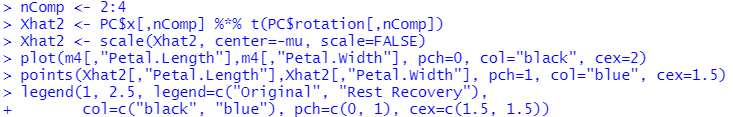 > nComp <- 2:4
> Xhat2 <- PC$x[,nComp] %*% t(PC$rotation[,nComp])
> Xhat2 <- scale(Xhat2, center=-mu, scale=FALSE)
> plot(m4[,"Petal.Length"],m4[,"Petal.Width"], pch=0, col="black", cex=2)
> points(Xhat2[,"Petal.Length"],Xhat2[,"Petal.Width"], pch=1, col="blue", cex=1.5)
> legend(1, 2.5, legend=c("Original", "Rest Recovery"),
+        col=c("black", "blue"), pch=c(0, 1), cex=c(1.5, 1.5))